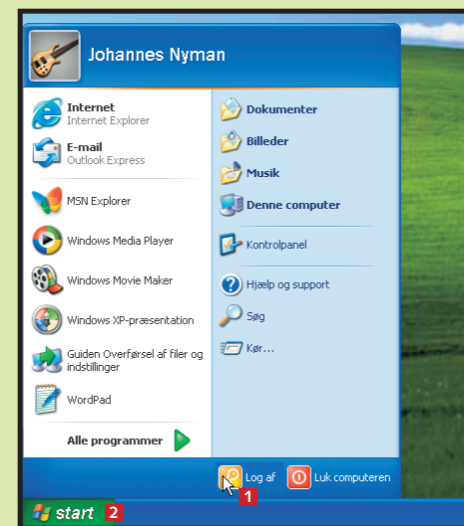 Johannes Nyman
Internet
Internet Explorer
E-mail
Outlook Express
MSN Explorer
Windows Media Player
Windows Movie Maker
Windows XP-præsentation
Guiden Overførsel af filer og
indstillinger
WordPad
Alle programmer
Dokumenter
Billeder
Musik
Denne computer
Kontrolpanel
Hjælp og support
Søg
Kør...
Log af
Luk computeren
1
start
2